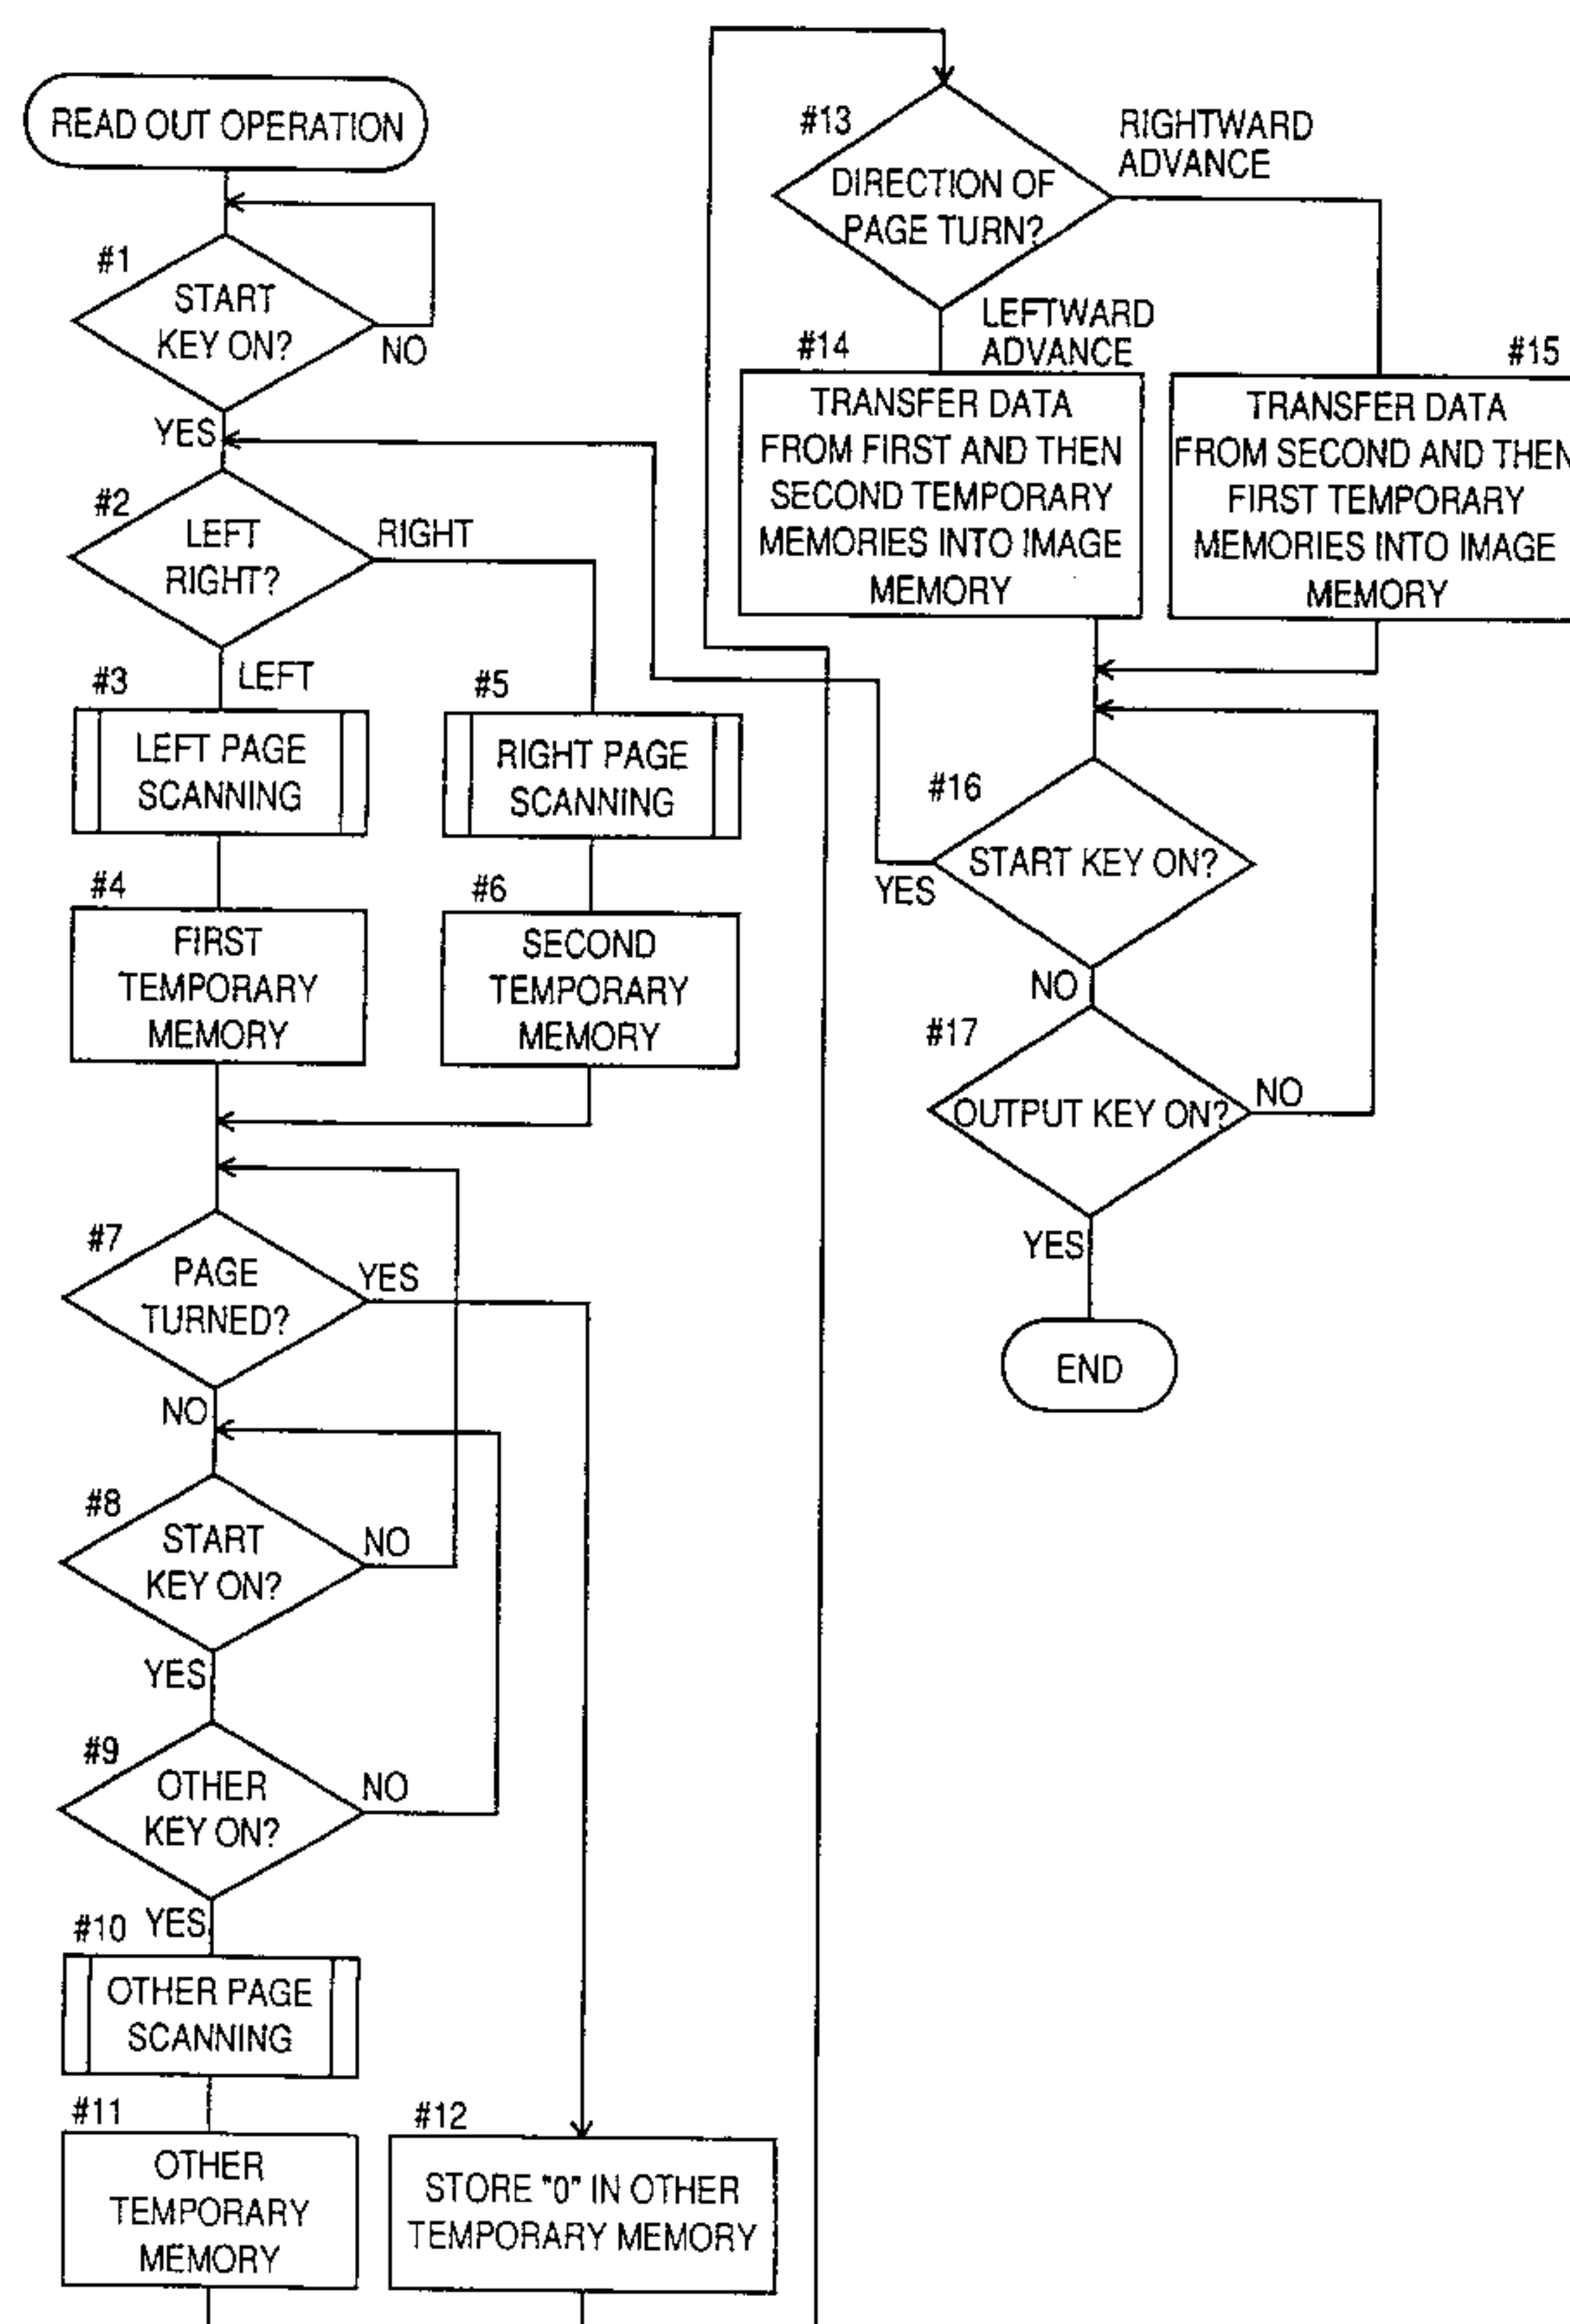 READ OUT OPERATION
#1
START
KEY ON?
NO
YES
#2
LEFT
RIGHT?
RIGHT
LEFT
#3
LEFT PAGE
SCANNING
#5
RIGHT PAGE
SCANNING
#4
FIRST
TEMPORARY
MEMORY
#6
SECOND
TEMPORARY
MEMORY
#7
PAGE
TURNED?
YES
NO
#8
START
KEY ON?
NO
YES
#9
OTHER
KEY ON?
NO
YES
#10
OTHER PAGE
SCANNING
#11
OTHER
TEMPORARY
MEMORY
#12
STORE "0" IN OTHER
TEMPORARY MEMORY
#13
DIRECTION OF
PAGE TURN?
RIGHTWARD
ADVANCE
LEFTWARD
ADVANCE
#14
TRANSFER DATA
FROM FIRST AND THEN
SECOND TEMPORARY
MEMORIES INTO IMAGE
MEMORY
#15
TRANSFER DATA
FROM SECOND AND THEN
FIRST TEMPORARY
MEMORIES INTO IMAGE
MEMORY
#16
START KEY ON?
YES
NO
#17
OUTPUT KEY ON?
NO
YES
END